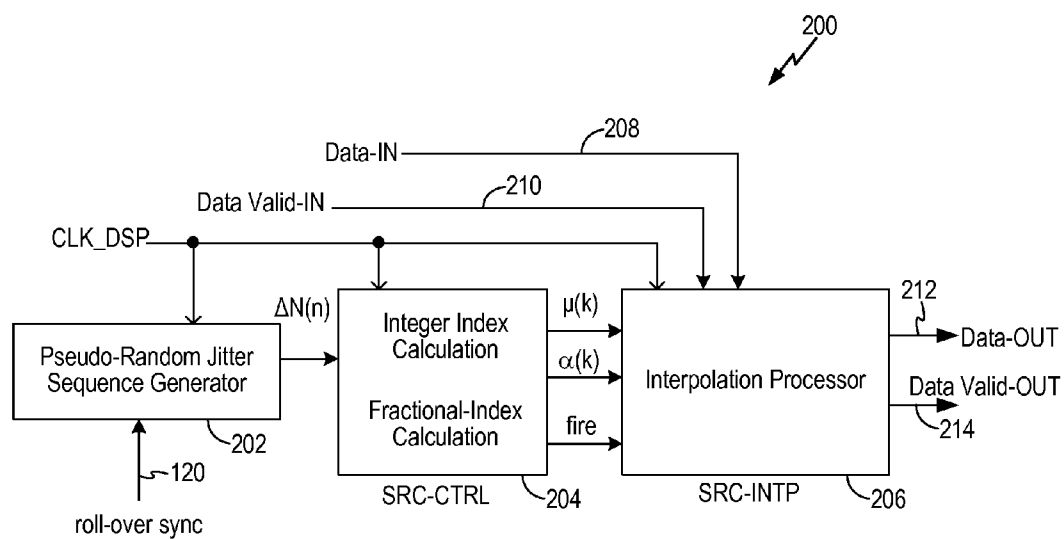 200
208
Data-IN
210
Data Valid-IN
CLK_DSP
ΔN(n)
Pseudo-Random Jitter
Sequence Generator
202
120
roll-over sync
Integer Index
Calculation
Fractional-Index
Calculation
SRC-CTRL
204
μ(k)
α(k)
fire
Interpolation Processor
SRC-INTP
206
212
Data-OUT
Data Valid-OUT
214